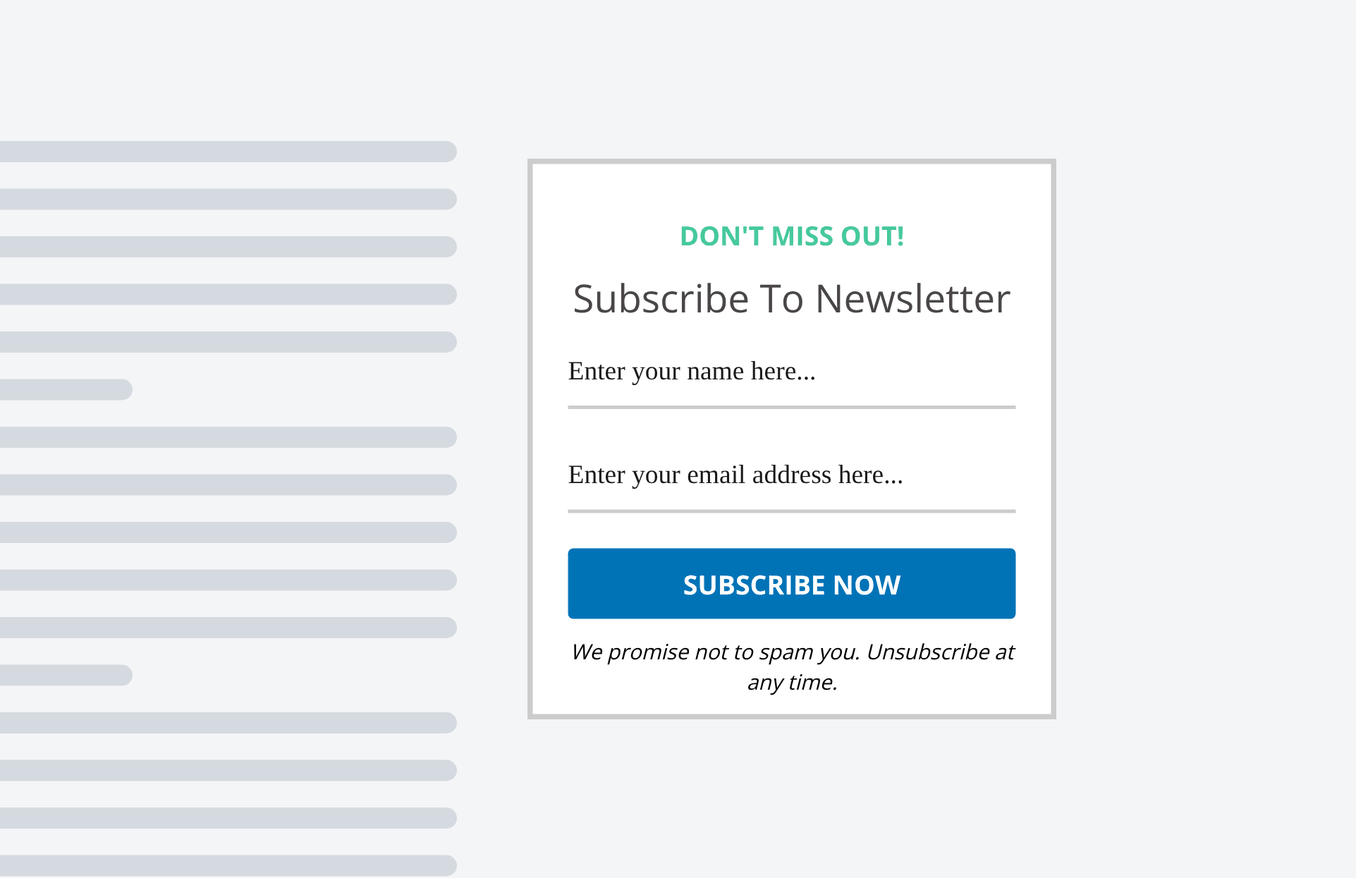 DON'T MISS OUT!
Subscribe To Newsletter
Enter your name here...
Enter your email address here...
SUBSCRIBE NOW
We promise not to spam you. Unsubscribe at
any time.